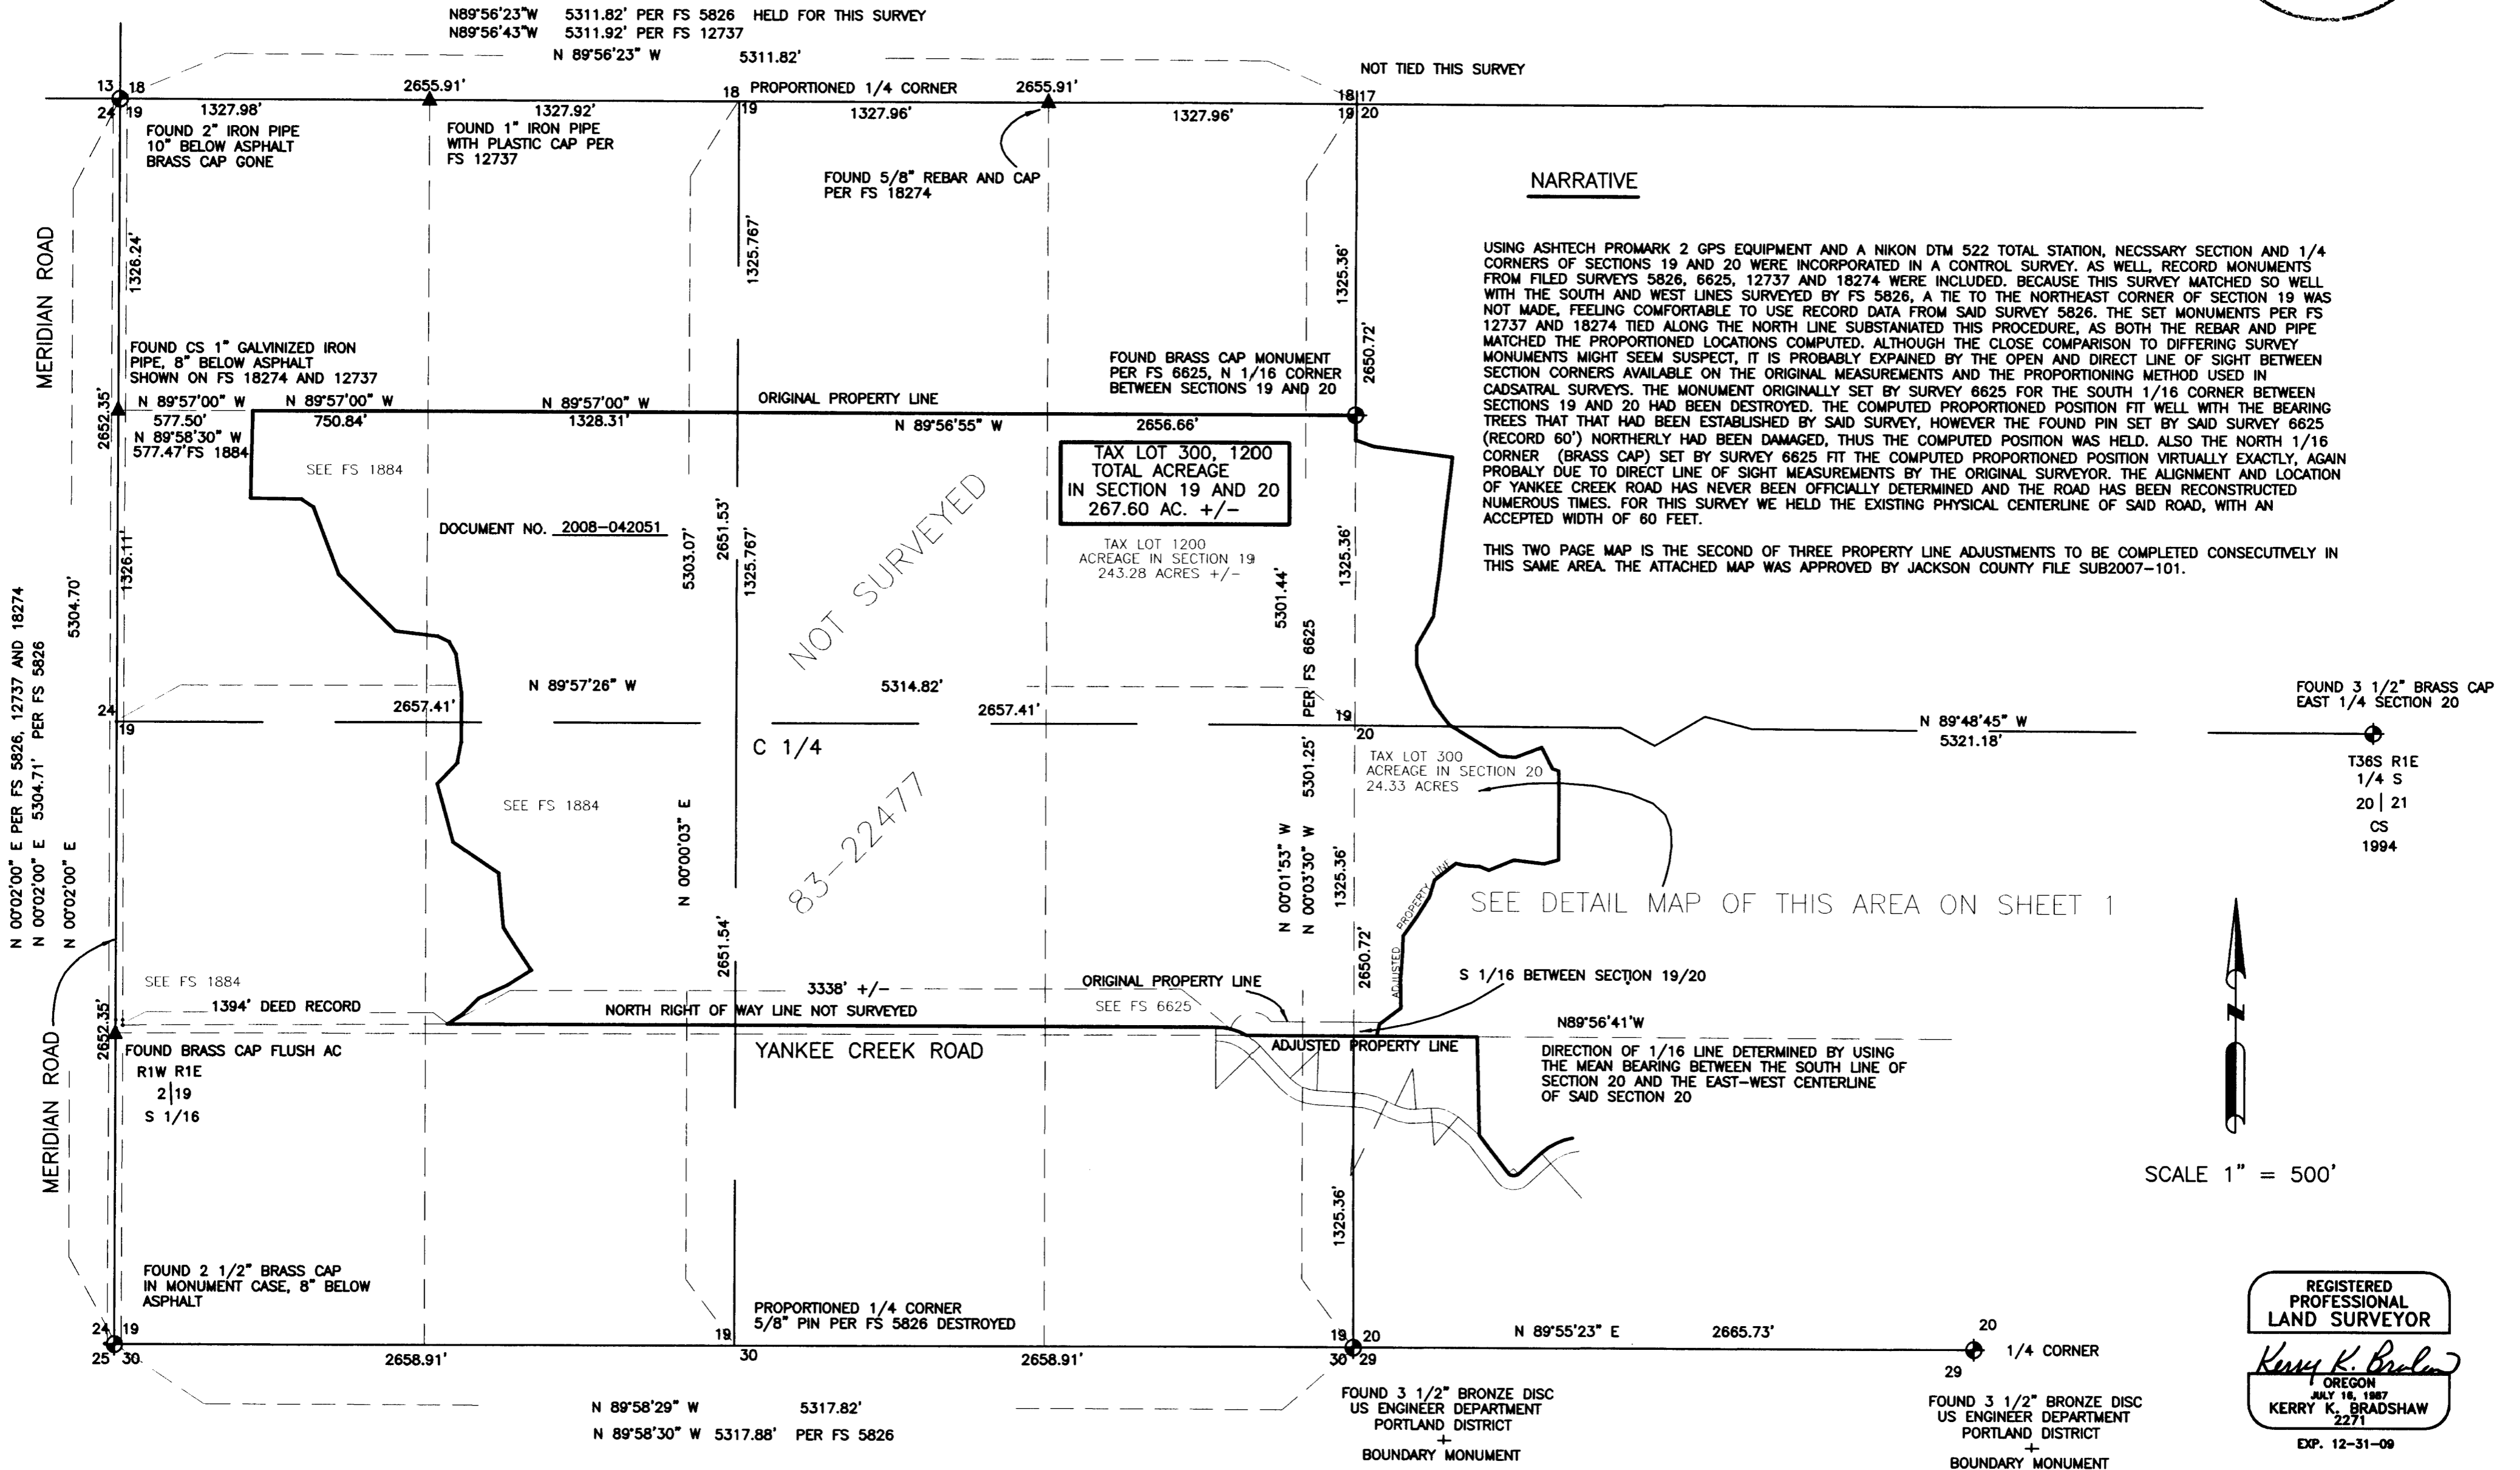 N89°56'23"W 5311.82' PER FS 5826 HELD FOR THIS SURVEY
N89°56'43"W 5311.92' PER FS 12737
N 89°56'23" W 5311.82'
NOT TIED THIS SURVEY
13 18
2655.91'
18 PROPORTIONED 1/4 CORNER
2655.91'
18 17
24 19
1327.98'
1327.92'
19
1327.96'
1327.96'
19 20
FOUND 2" IRON PIPE
10" BELOW ASPHALT
BRASS CAP GONE
FOUND 1" IRON PIPE
WITH PLASTIC CAP PER
FS 12737
FOUND 5/8" REBAR AND CAP
PER FS 18274
MERIDIAN ROAD
1326.24'
1325.767'
1325.36'
2650.72'
NARRATIVE
USING ASHTECH PROMARK 2 GPS EQUIPMENT AND A NIKON DTM 522 TOTAL STATION, NECSSARY SECTION AND 1/4
CORNERS OF SECTIONS 19 AND 20 WERE INCORPORATED IN A CONTROL SURVEY. AS WELL, RECORD MONUMENTS
FROM FILED SURVEYS 5826, 6625, 12737 AND 18274 WERE INCLUDED. BECAUSE THIS SURVEY MATCHED SO WELL
WITH THE SOUTH AND WEST LINES SURVEYED BY FS 5826, A TIE TO THE NORTHEAST CORNER OF SECTION 19 WAS
NOT MADE, FEELING COMFORTABLE TO USE RECORD DATA FROM SAID SURVEY 5826. THE SET MONUMENTS PER FS
12737 AND 18274 TIED ALONG THE NORTH LINE SUBSTANIATED THIS PROCEDURE, AS BOTH THE REBAR AND PIPE
MATCHED THE PROPORTIONED LOCATIONS COMPUTED. ALTHOUGH THE CLOSE COMPARISON TO DIFFERING SURVEY
MONUMENTS MIGHT SEEM SUSPECT, IT IS PROBABLY EXPAINED BY THE OPEN AND DIRECT LINE OF SIGHT BETWEEN
SECTION CORNERS AVAILABLE ON THE ORIGINAL MEASUREMENTS AND THE PROPORTIONING METHOD USED IN
CADSATRAL SURVEYS. THE MONUMENT ORIGINALLY SET BY SURVEY 6625 FOR THE SOUTH 1/16 CORNER BETWEEN
SECTIONS 19 AND 20 HAD BEEN DESTROYED. THE COMPUTED PROPORTIONED POSITION FIT WELL WITH THE BEARING
TREES THAT THAT HAD BEEN ESTABLISHED BY SAID SURVEY, HOWEVER THE FOUND PIN SET BY SAID SURVEY 6625
(RECORD 60') NORTHERLY HAD BEEN DAMAGED, THUS THE COMPUTED POSITION WAS HELD. ALSO THE NORTH 1/16
CORNER (BRASS CAP) SET BY SURVEY 6625 FIT THE COMPUTED PROPORTIONED POSITION VIRTUALLY EXACTLY, AGAIN
PROBALY DUE TO DIRECT LINE OF SIGHT MEASUREMENTS BY THE ORIGINAL SURVEYOR. THE ALIGNMENT AND LOCATION
OF YANKEE CREEK ROAD HAS NEVER BEEN OFFICIALLY DETERMINED AND THE ROAD HAS BEEN RECONSTRUCTED
NUMEROUS TIMES. FOR THIS SURVEY WE HELD THE EXISTING PHYSICAL CENTERLINE OF SAID ROAD, WITH AN
ACCEPTED WIDTH OF 60 FEET.
THIS TWO PAGE MAP IS THE SECOND OF THREE PROPERTY LINE ADJUSTMENTS TO BE COMPLETED CONSECUTIVELY IN
THIS SAME AREA. THE ATTACHED MAP WAS APPROVED BY JACKSON COUNTY FILE SUB2007-101.
FOUND CS 1" GALVINIZED IRON
PIPE, 8" BELOW ASPHALT
SHOWN ON FS 18274 AND 12737
FOUND BRASS CAP MONUMENT
PER FS 6625, N 1/16 CORNER
BETWEEN SECTIONS 19 AND 20
2652.35'
N 89°57'00" W
577.50'
N 89°58'30" W
577.47'FS 1884
N 89°57'00" W
750.84'
N 89°57'00" W
1328.31'
ORIGINAL PROPERTY LINE
N 89°56'55" W
2656.66'
SEE FS 1884
TAX LOT 300, 1200
TOTAL ACREAGE
IN SECTION 19 AND 20
267.60 AC. +/-
DOCUMENT NO. 2008-042051
TAX LOT 1200
ACREAGE IN SECTION 19
243.28 ACRES +/-
NOT SURVEYED
1326.11'
5304.70'
5303.07'
2651.53'
1325.767'
5301.44'
1325.36'
N 00°02'00" E PER FS 5826, 12737 AND 18274
N 00°02'00" E 5304.71' PER FS 5826
N 00°02'00" E
N 89°57'26" W 5314.82'
24
19
2657.41'
2657.41'
19
20
C 1/4
N 89°48'45" W
5321.18'
FOUND 3 1/2" BRASS CAP
EAST 1/4 SECTION 20
T36S R1E
1/4 S
20 | 21
CS
1994
TAX LOT 300
ACREAGE IN SECTION 20
24.33 ACRES
SEE FS 1884
83-22477
N 00°00'03" E
2651.54'
N 00°01'53" W
N 00°03'30" W 5301.25' PER FS 6625
1325.36'
2650.72'
ADJUSTED PROPERTY LINE
SEE DETAIL MAP OF THIS AREA ON SHEET 1
SEE FS 1884
1394' DEED RECORD
3338' +/-
NORTH RIGHT OF WAY LINE NOT SURVEYED
ORIGINAL PROPERTY LINE
SEE FS 6625
S 1/16 BETWEEN SECTION 19/20
2652.35'
FOUND BRASS CAP FLUSH AC
R1W R1E
2|19
S 1/16
MERIDIAN ROAD
YANKEE CREEK ROAD
ADJUSTED PROPERTY LINE
N89°56'41"W
DIRECTION OF 1/16 LINE DETERMINED BY USING
THE MEAN BEARING BETWEEN THE SOUTH LINE OF
SECTION 20 AND THE EAST-WEST CENTERLINE
OF SAID SECTION 20
N
SCALE 1" = 500'
1325.36'
FOUND 2 1/2" BRASS CAP
IN MONUMENT CASE, 8" BELOW
ASPHALT
PROPORTIONED 1/4 CORNER
5/8" PIN PER FS 5826 DESTROYED
24 19
25 30
2658.91'
19
30
2658.91'
19 20
30 29
N 89°55'23" E 2665.73'
20
29
1/4 CORNER
N 89°58'29" W 5317.82'
N 89°58'30" W 5317.88' PER FS 5826
FOUND 3 1/2" BRONZE DISC
US ENGINEER DEPARTMENT
PORTLAND DISTRICT
+
BOUNDARY MONUMENT
FOUND 3 1/2" BRONZE DISC
US ENGINEER DEPARTMENT
PORTLAND DISTRICT
+
BOUNDARY MONUMENT
REGISTERED
PROFESSIONAL
LAND SURVEYOR
OREGON
JULY 16, 1987
KERRY K. BRADSHAW
2271
EXP. 12-31-09